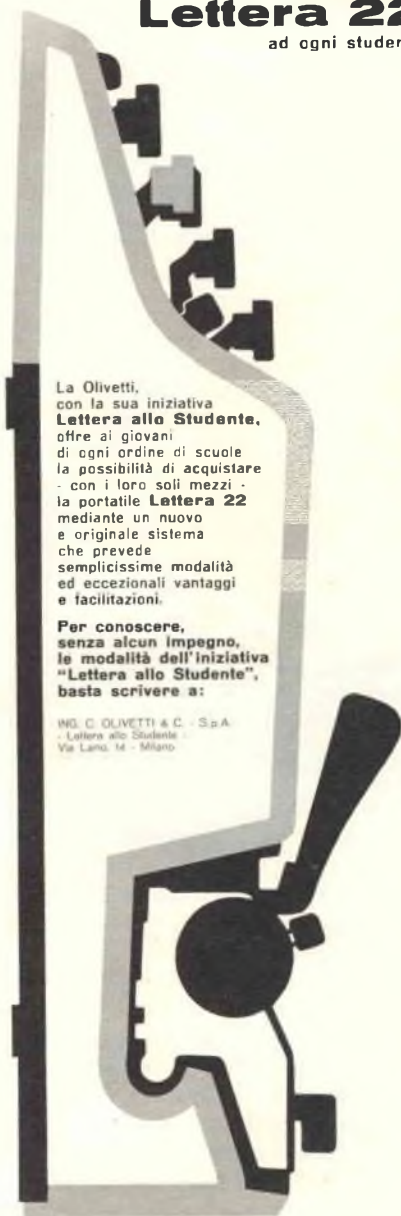 Lettera 22
ad ogni studen
La Olivetti,
con la sua iniziativa
Lettera allo Studente,
offre ai giovani
di ogni ordine di scuole
la possibilità di acquistare
- con i loro soli mezzi -
la portatile Lettera 22
mediante un nuovo
e originale sistema
che prevede
semplicissime modalità
ed eccezionali vantaggi
e facilitazioni.
Per conoscere,
senza alcun impegno,
le modalità dell'iniziativa
"Lettera allo Studente",
basta scrivere a:
ING. C. OLIVETTI & C. - S.p.A.
- Lettera allo Studente -
Via Lario, 14 - Milano